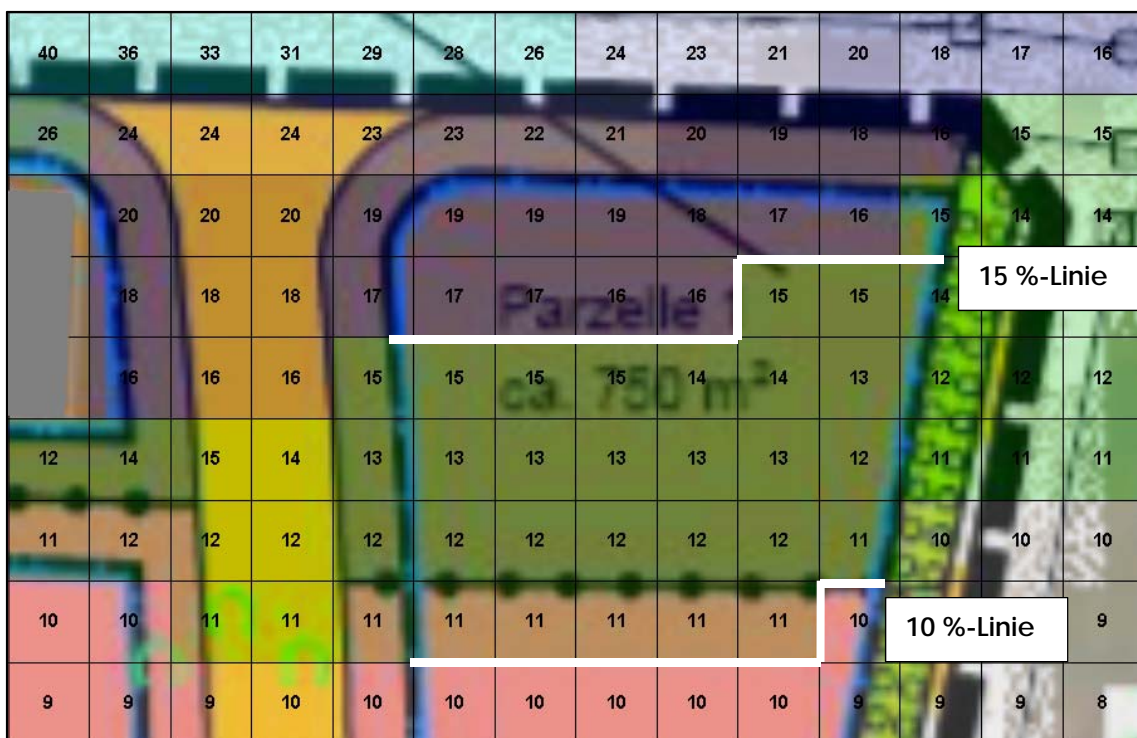 40 36 33 31 29 28 26 24 23 21 20 18 17 16
26 24 24 24 23 23 22 21 20 19 18 16 15 15
20 20 20 19 19 19 19 18 17 16 15 14 14
15 %-Linie
18 18 18 17 17 17 16 16 15 15 14
Parzelle 1
16 16 16 15 15 15 15 14 14 13 12 12 12
ca. 750 m²
12 14 15 14 13 13 13 13 13 13 12 11 11 11
11 12 12 12 12 12 12 12 12 12 11 10 10 10
10 10 11 11 11 11 11 11 11 11 10 9
10 %-Linie
9 9 9 10 10 10 10 10 10 10 9 9 9 8